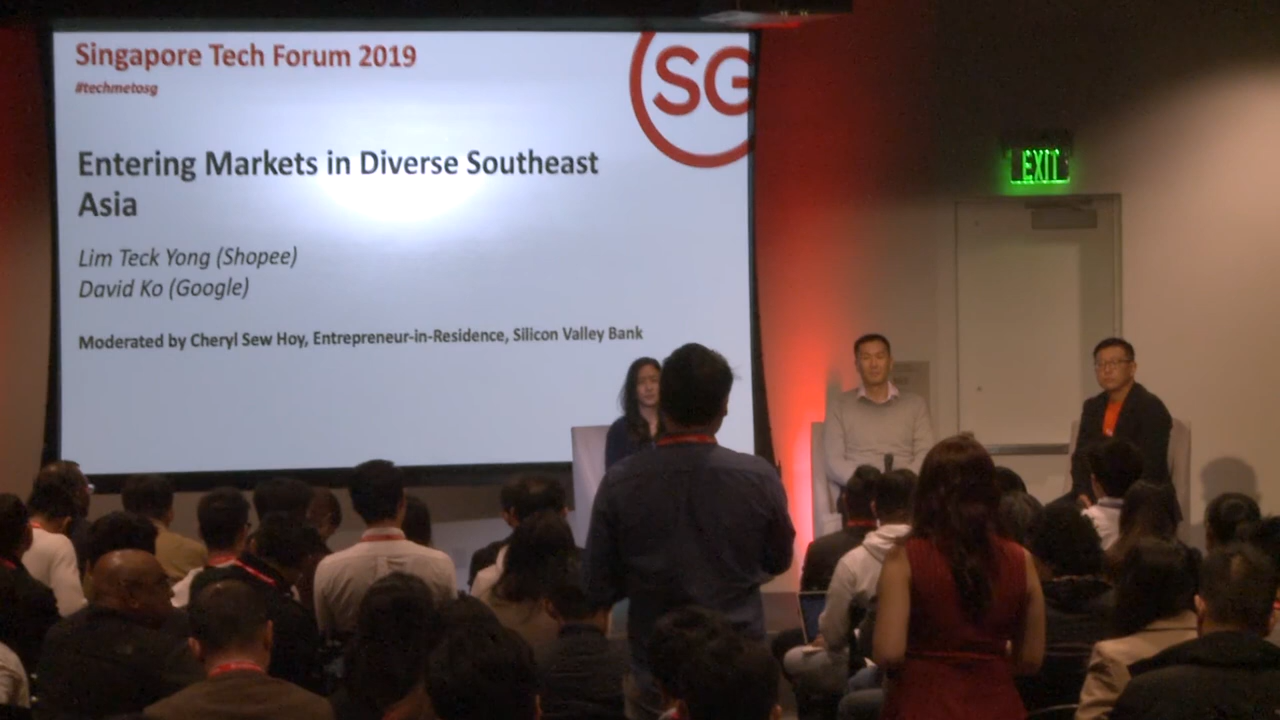 Singapore Tech Forum 2019
#techmetosg
SG
Entering Markets in Diverse Southeast
Asia
Lim Teck Yong (Shopee)
David Ko (Google)
Moderated by Cheryl Sew Hoy, Entrepreneur-in-Residence, Silicon Valley Bank
EXIT